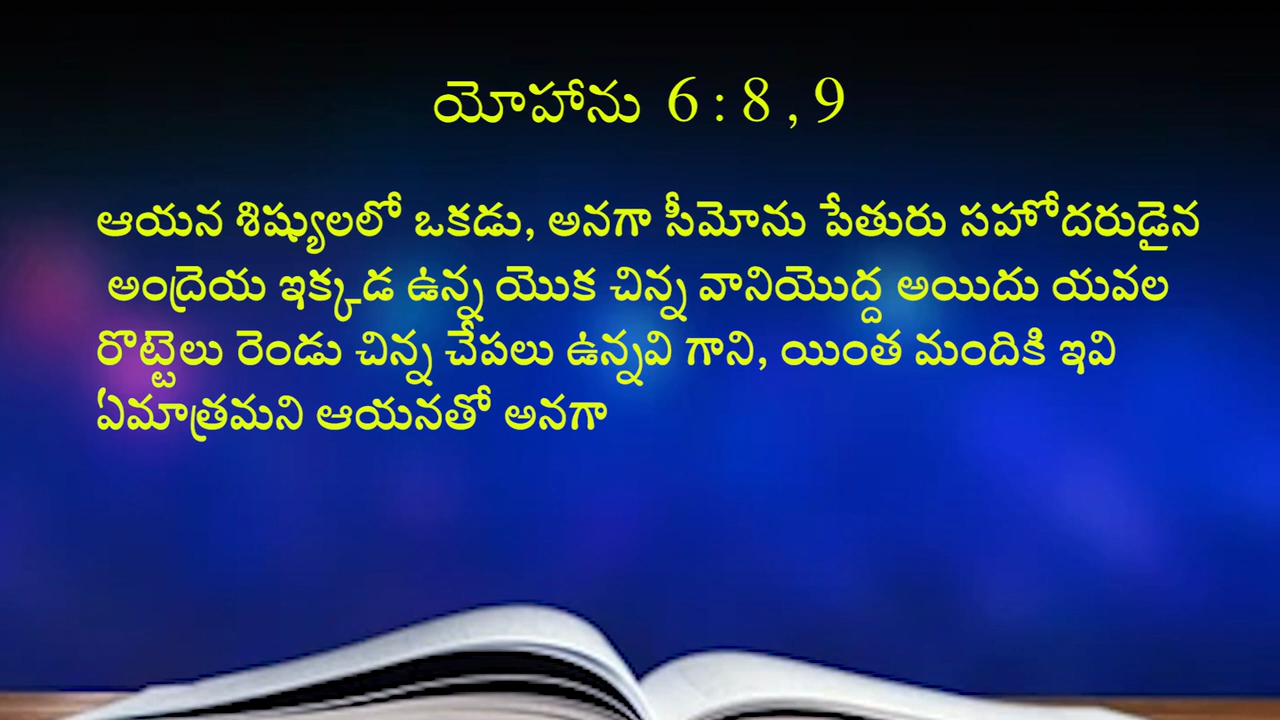 యోహాను 6 : 8 , 9
ఆయన శిష్యులలో ఒకడు, అనగా సీమోను పేతురు సహోదరుడైన
అంద్రెయ ఇక్కడ ఉన్న యొక చిన్న వానియొద్ద అయిదు యవల
రొట్టెలు రెండు చిన్న చేపలు ఉన్నవి గాని, యింత మందికి ఇవి
ఏమాత్రమని ఆయనతో అనగా